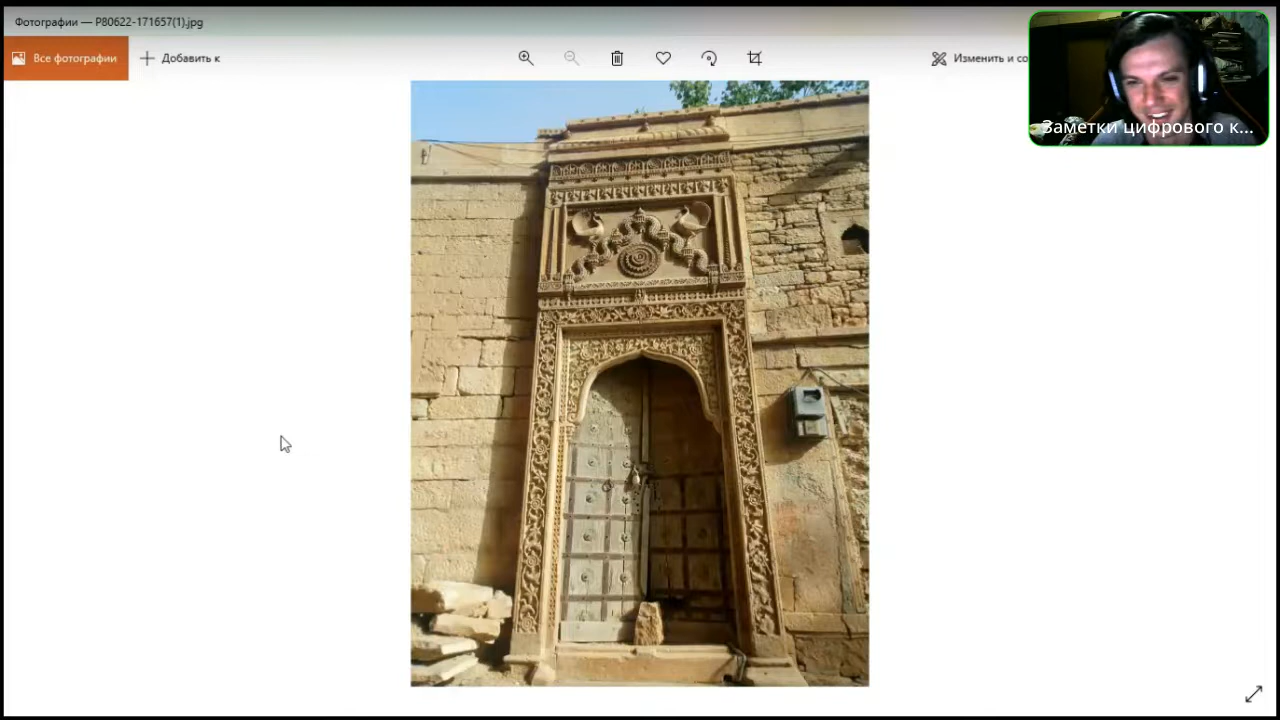 Фотографии — P80622-171657(1).jpg
Все фотографии
Добавить к
Изменить и со
Заметки цифрового к...